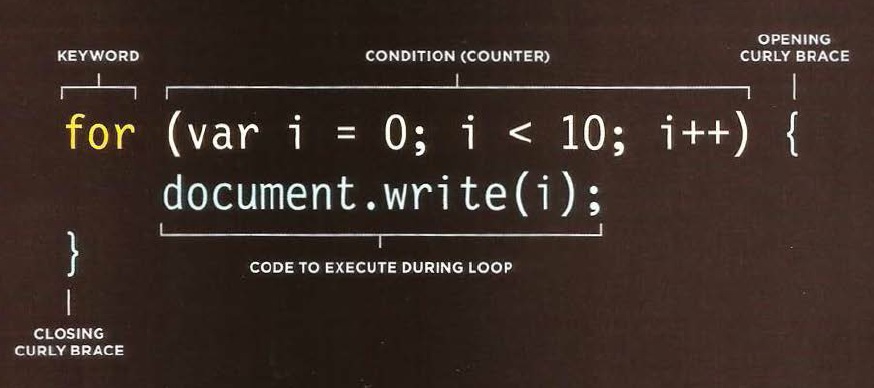 KEYWORD
CONDITION (COUNTER)
OPENING
CURLY BRACE
for (var i = 0; i < 10; i++) {
document.write(i);
}
CODE TO EXECUTE DURING LOOP
CLOSING
CURLY BRACE